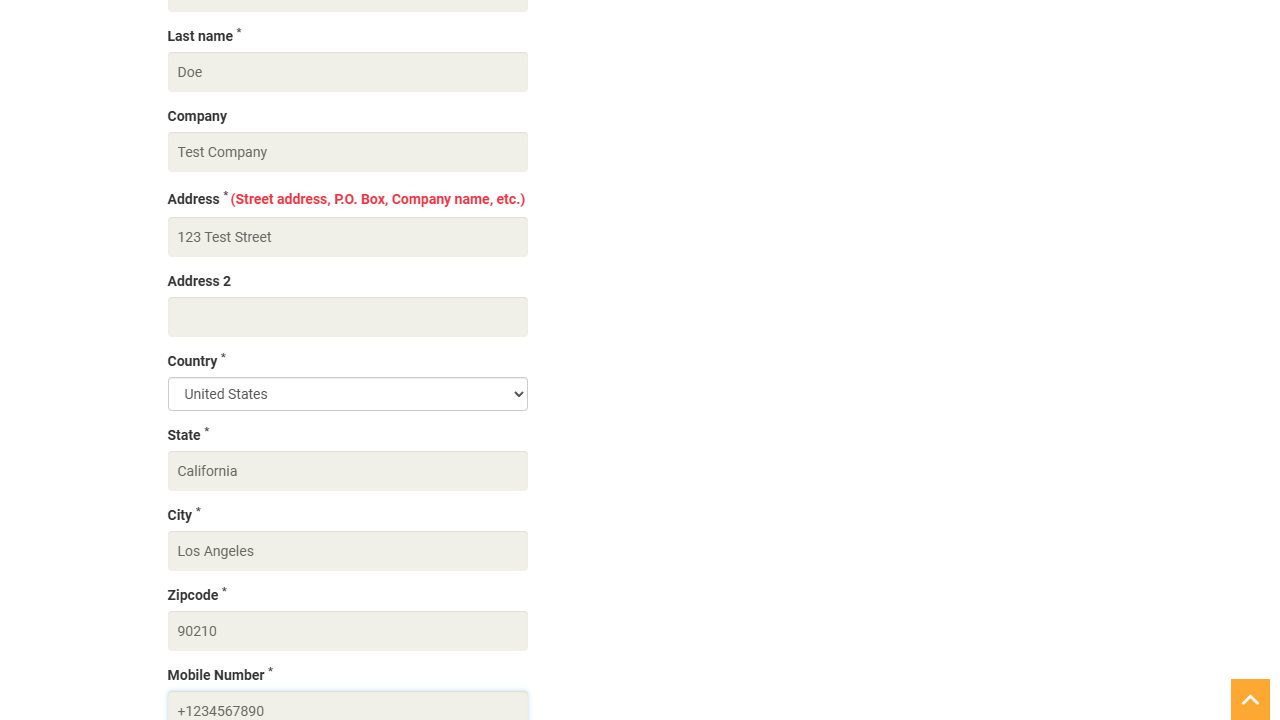 Last name *
Doe
Company
Test Company
Address * (Street address, P.O. Box, Company name, etc.)
123 Test Street
Address 2
Country *
United States
State *
California
City *
Los Angeles
Zipcode *
90210
Mobile Number *
+1234567890